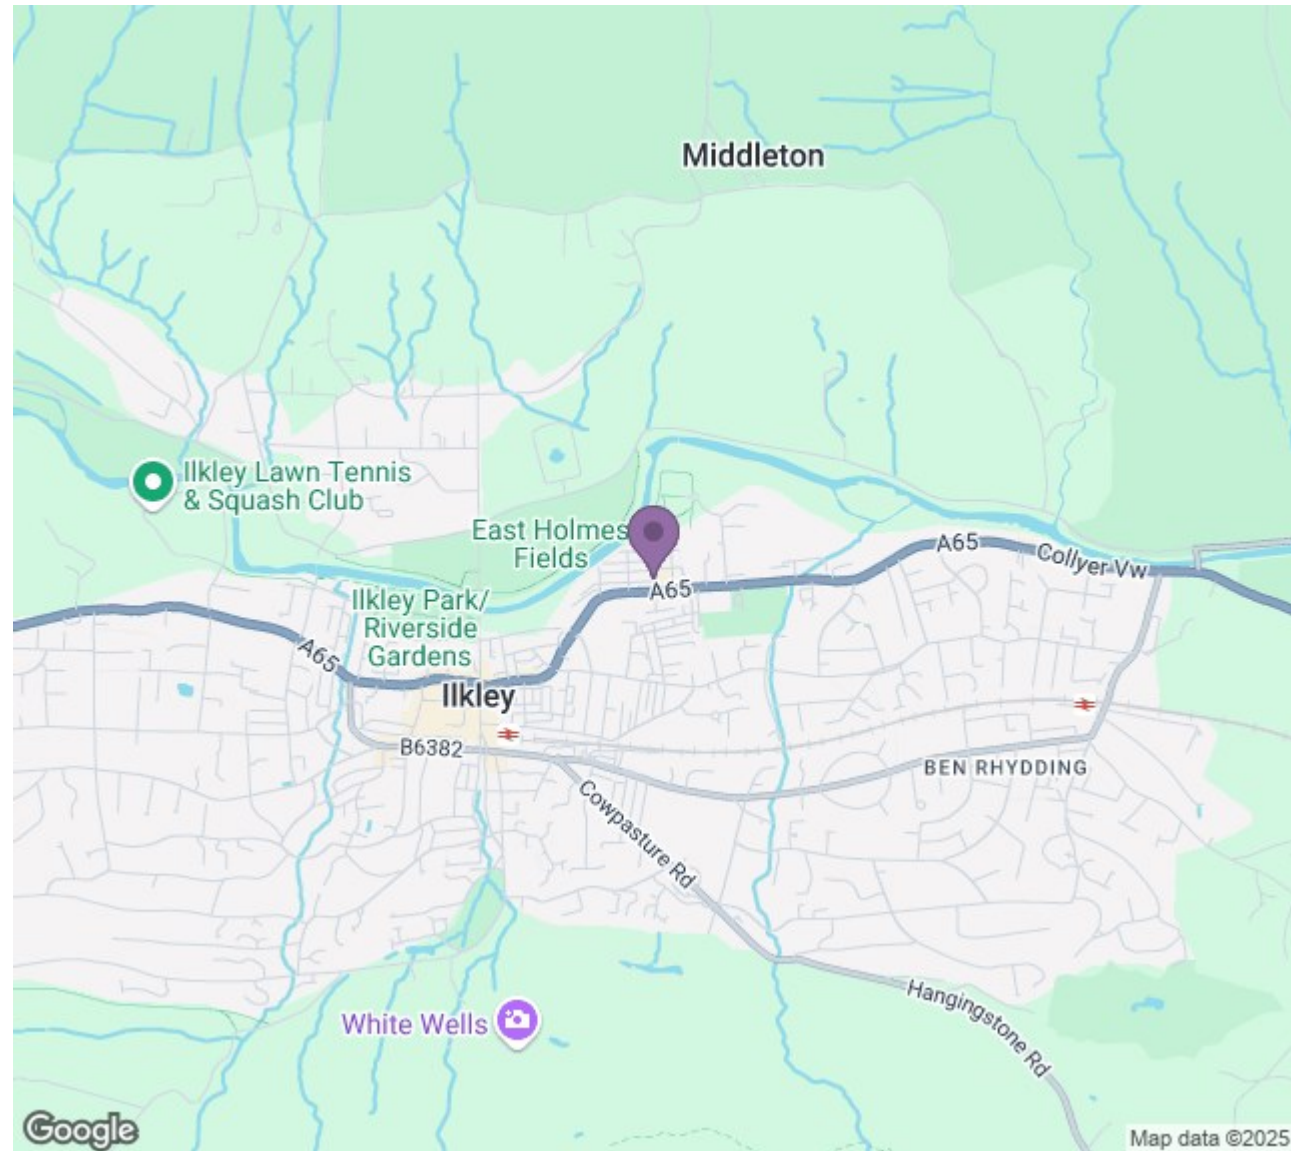 Middleton
Ilkley Lawn Tennis
& Squash Club
East Holmes
Fields
A65
Collyer Vw
A65
Ilkley Park/
Riverside
Gardens
A65
Ilkley
B6382
BEN RHYDDING
Cowpasture Rd
Hangingstone Rd
White Wells
Google
Map data ©2025